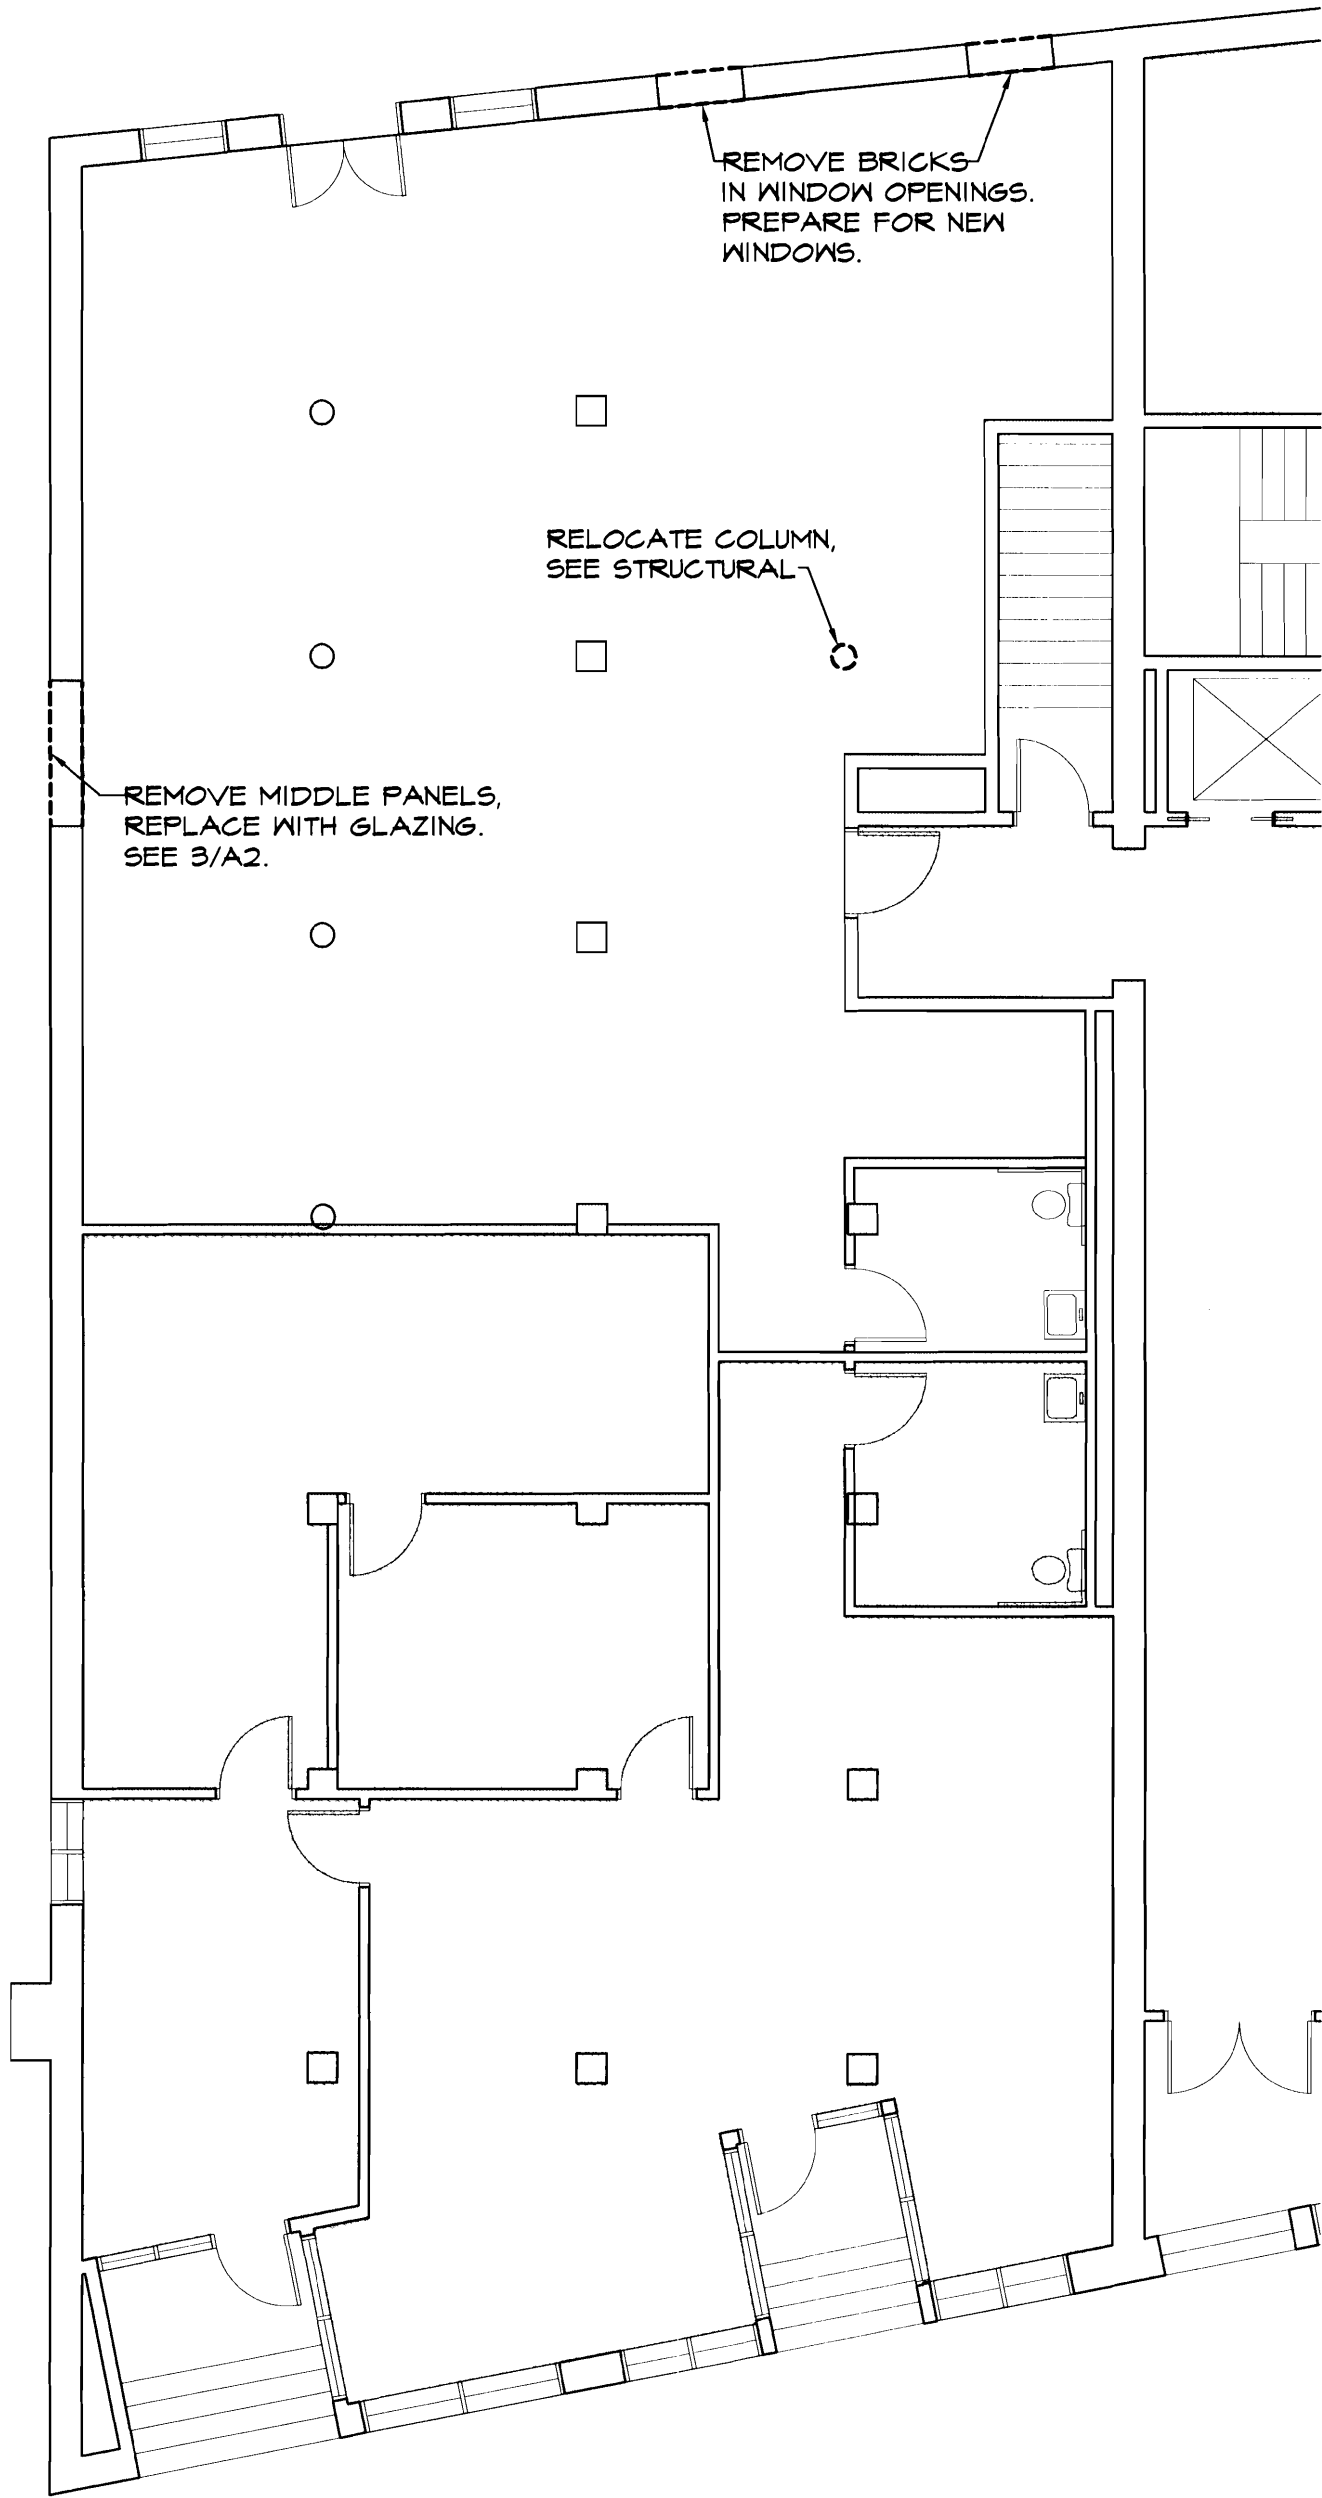 REMOVE BRICKS
IN WINDOW OPENINGS.
PREPARE FOR NEW
WINDOWS.
RELOCATE COLUMN,
SEE STRUCTURAL
REMOVE MIDDLE PANELS,
REPLACE WITH GLAZING.
SEE 3/A2.